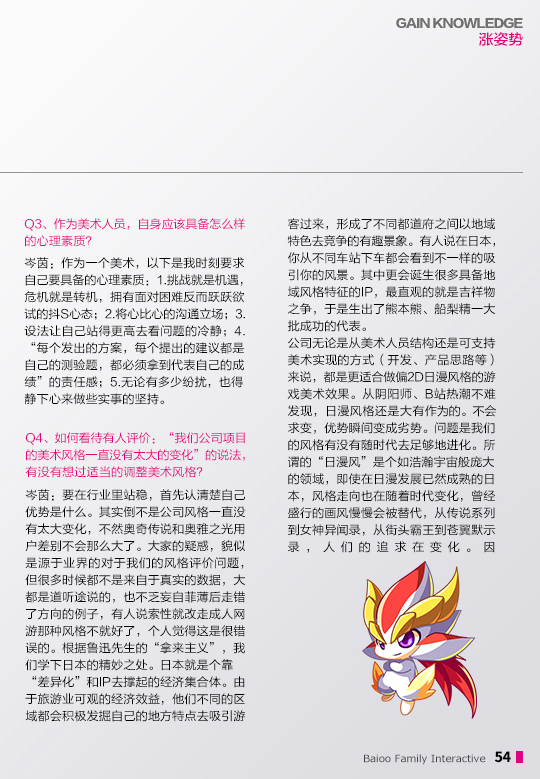 GAIN KNOWLEDGE
涨姿势
Q3、作为美术人员，自身应该具备怎么样
的心理素质？
岑茵：作为一个美术，以下是我时刻要求
自己要具备的心理素质：1.挑战就是机遇，
危机就是转机，拥有面对困难反而跃跃欲
试的抖S心态；2.将心比心的沟通立场；3.
设法让自己站得更高去看问题的冷静；4.
“每个发出的方案，每个提出的建议都是
自己的测验题，都必须拿到代表自己的成
绩”的责任感；5.无论有多少纷扰，也得
静下心来做些实事的坚持。
Q4、如何看待有人评价；“我们公司项目
的美术风格一直没有太大的变化”的说法，
有没有想过适当的调整美术风格？
岑茵：要在行业里站稳，首先认清楚自己
优势是什么。其实倒不是公司风格一直没
有太大变化，不然奥奇传说和奥雅之光用
户差别不会那么大了。大家的疑惑，貌似
是源于业界的对于我们的风格评价问题，
但很多时候都不是来自于真实的数据，大
都是道听途说的，也不乏妄自菲薄后走错
了方向的例子，有人说索性就改走成人网
游那种风格不就好了，个人觉得这是很错
误的。根据鲁迅先生的“拿来主义”，我
们学下日本的精妙之处。日本就是个靠
“差异化”和IP去撑起的经济集合体。由
于旅游业可观的经济效益，他们不同的区
域都会积极发掘自己的地方特点去吸引游
客过来，形成了不同都道府之间以地域
特色去竞争的有趣景象。有人说在日本，
你从不同车站下车都会看到不一样的吸
引你的风景。其中更会诞生很多具备地
域风格特征的IP，最直观的就是吉祥物
之争，于是生出了熊本熊、船梨精一大
批成功的代表。
公司无论是从美术人员结构还是可支持
美术实现的方式（开发、产品思路等）
来说，都是更适合做偏2D日漫风格的游
戏美术效果。从阴阳师、B站热潮不难
发现，日漫风格还是大有作为的。不会
求变，优势瞬间变成劣势。问题是我们
的风格有没有随时代去足够地进化。所
谓的“日漫风”是个如浩瀚宇宙般庞大
的领域，即使在日漫发展已然成熟的日
本，风格走向也在随着时代变化，曾经
盛行的画风慢慢会被替代，从传说系列
到女神异闻录，从街头霸王到苍翼默示
录，人们的追求在变化。因
Baioo Family Interactive 54